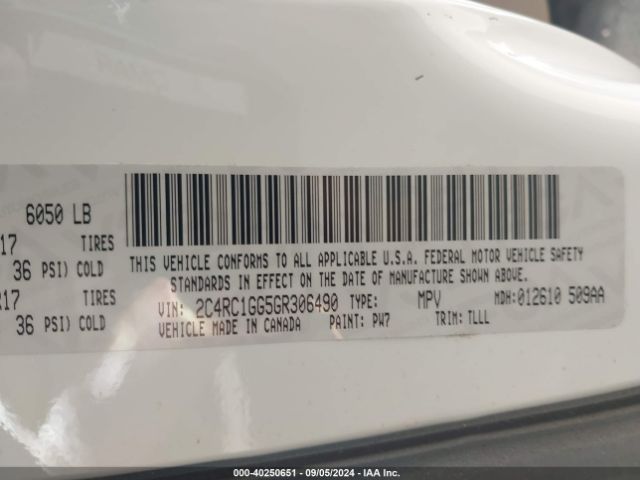 6050 LB
17 TIRES
36 PSI) COLD
R17 TIRES
36 PSI) COLD
THIS VEHICLE CONFORMS TO ALL APPLICABLE U.S.A. FEDERAL MOTOR VEHICLE SAFETY
STANDARDS IN EFFECT ON THE DATE OF MANUFACTURE SHOWN ABOVE.
VIN: 2C4RC1GG5GR306490 TYPE: MPV MDH:012610 509AA
VEHICLE MADE IN CANADA PAINT: PW7 TRIM: TLLL
000-40250651 - 09/05/2024 - IAA Inc.